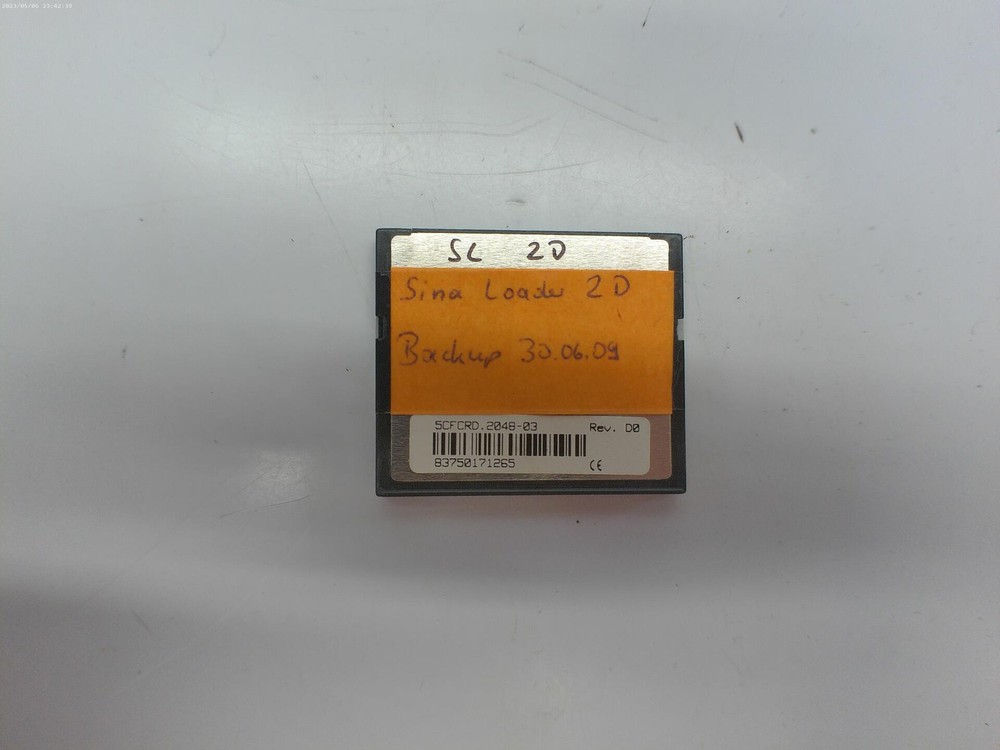 2023/05/05 23:42:35
SL 2D
Sina Loader 2D
Backup 30.06.09
5CFCRD.2048-03 Rev. D0
83750171265 CE